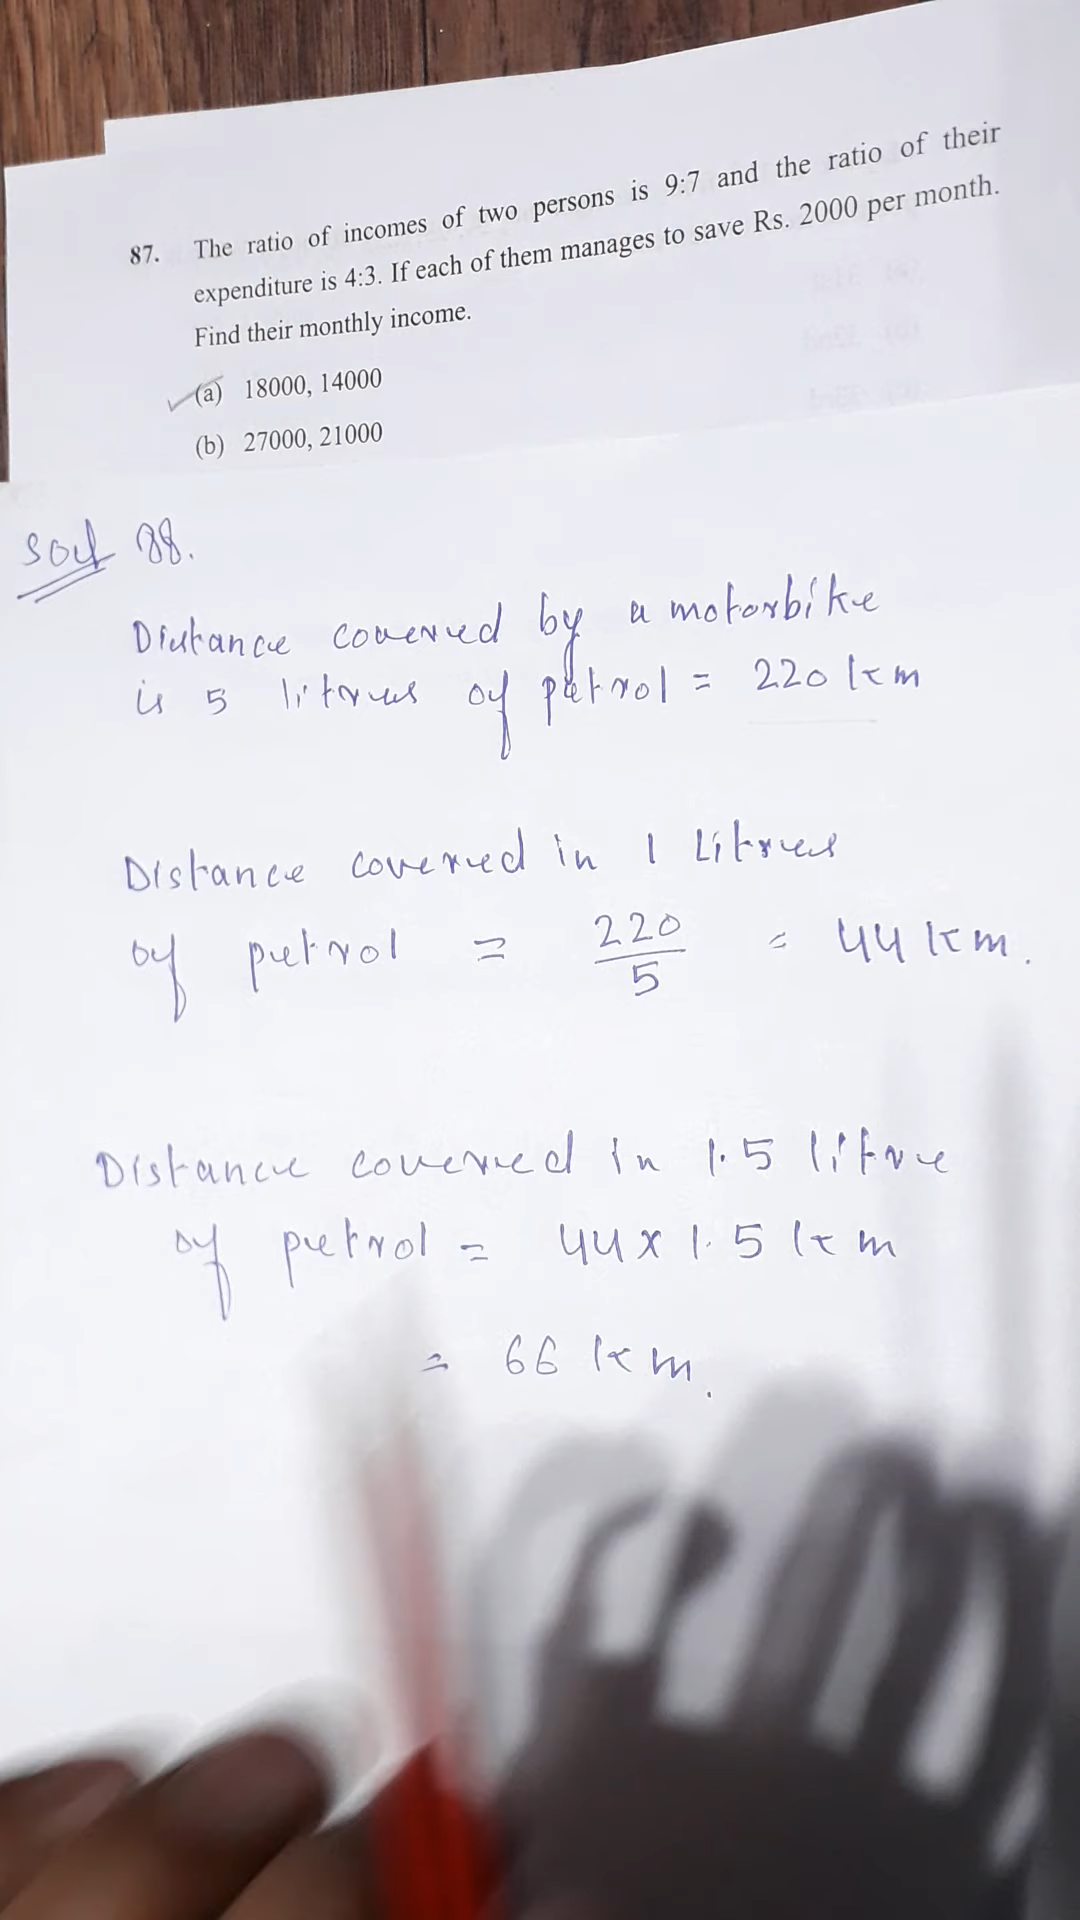 87. The ratio of incomes of two persons is 9:7 and the ratio of their
expenditure is 4:3. If each of them manages to save Rs. 2000 per month.
Find their monthly income.
(a) 18000, 14000
(b) 27000, 21000
Sol 88.
Distance covered by a motorbike
is 5 litres of petrol = 220 km
Distance covered in 1 Litres
of petrol = 220/5 = 44 km.
Distance covered in 1.5 litre
of petrol = 44 x 1.5 km
= 66 km.